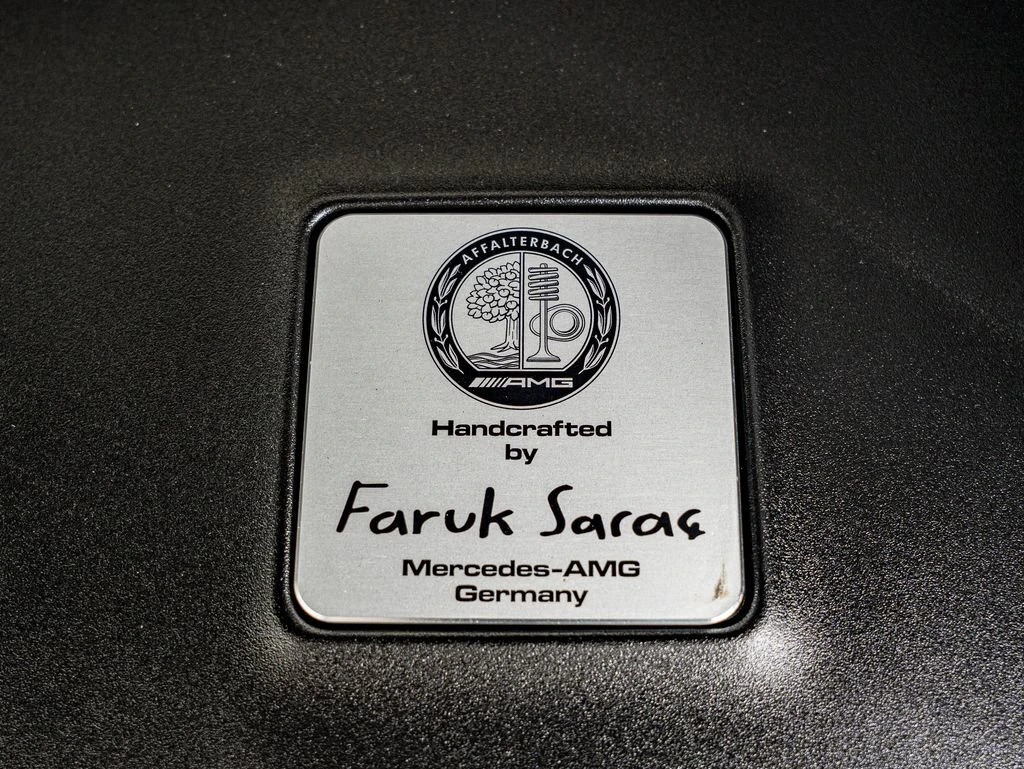 AFFALTERBACH
AMG
Handcrafted
by
Faruk Saraç
Mercedes-AMG
Germany